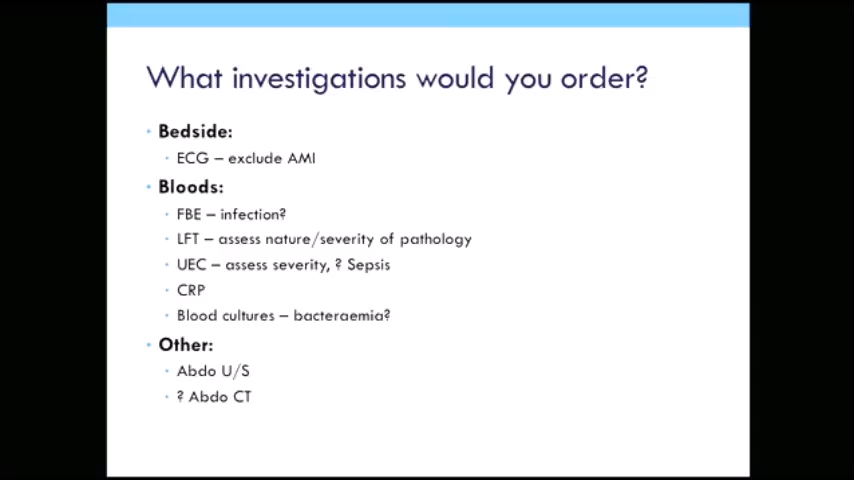 What investigations would you order?
Bedside:
ECG – exclude AMI
Bloods:
FBE – infection?
LFT – assess nature/severity of pathology
UEC – assess severity, ? Sepsis
CRP
Blood cultures – bacteraemia?
Other:
Abdo U/S
? Abdo CT